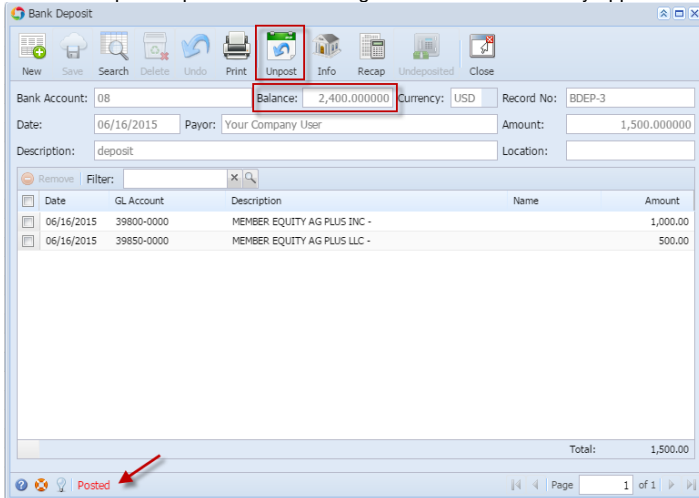 Bank Deposit
New Save Search Delete Undo Print Unpost Info Recap Undeposited Close
Bank Account: 08 Balance: 2,400.000000 Currency: USD Record No: BDEP-3
Date: 06/16/2015 Payor: Your Company User Amount: 1,500.000000
Description: deposit Location:
Remove Filter:
Date GL Account Description Name Amount
06/16/2015 39800-0000 MEMBER EQUITY AG PLUS INC - 1,000.00
06/16/2015 39850-0000 MEMBER EQUITY AG PLUS LLC - 500.00
Total: 1,500.00
Posted Page 1 of 1